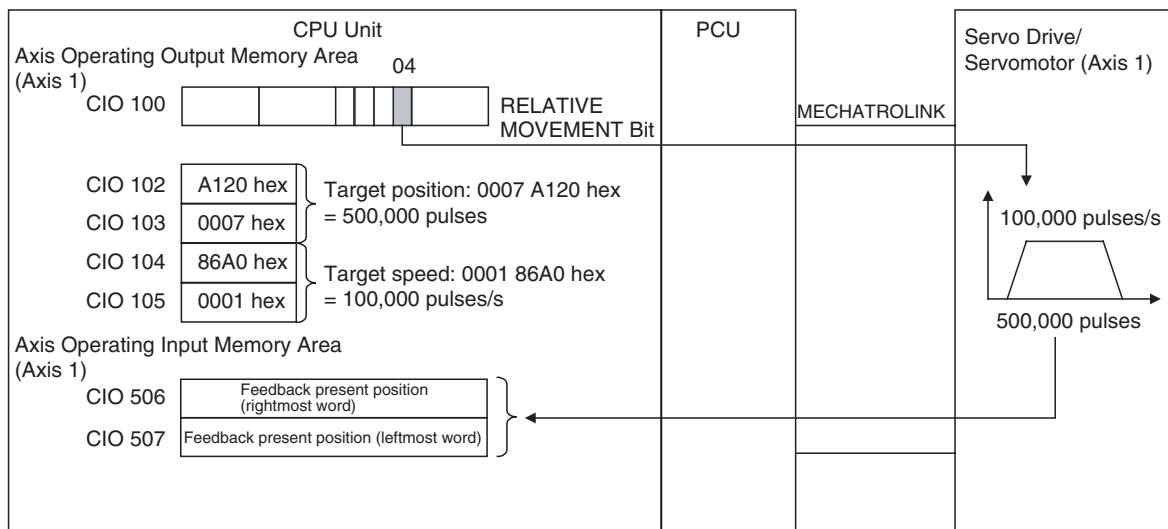 CPU Unit
PCU
Servo Drive/
Servomotor (Axis 1)
Axis Operating Output Memory Area
(Axis 1)
04
CIO 100
RELATIVE
MOVEMENT Bit
MECHATROLINK
CIO 102
A120 hex
CIO 103
0007 hex
Target position: 0007 A120 hex
= 500,000 pulses
CIO 104
86A0 hex
CIO 105
0001 hex
Target speed: 0001 86A0 hex
= 100,000 pulses/s
100,000 pulses/s
500,000 pulses
Axis Operating Input Memory Area
(Axis 1)
CIO 506
Feedback present position
(rightmost word)
CIO 507
Feedback present position (leftmost word)